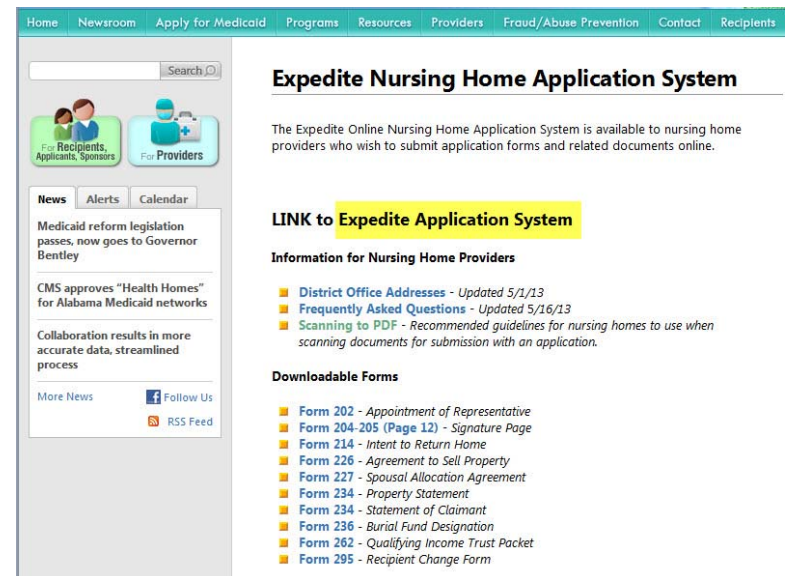 Home Newsroom Apply for Medicaid Programs Resources Providers Fraud/Abuse Prevention Contact Recipients
Search
For Recipients,
Applicants, Sponsors
For Providers
News Alerts Calendar
Medicaid reform legislation
passes, now goes to Governor
Bentley
CMS approves “Health Homes”
for Alabama Medicaid networks
Collaboration results in more
accurate data, streamlined
process
More News
Follow Us
RSS Feed
Expedite Nursing Home Application System
The Expedite Online Nursing Home Application System is available to nursing home
providers who wish to submit application forms and related documents online.
LINK to Expedite Application System
Information for Nursing Home Providers
District Office Addresses - Updated 5/1/13
Frequently Asked Questions - Updated 5/16/13
Scanning to PDF - Recommended guidelines for nursing homes to use when
scanning documents for submission with an application.
Downloadable Forms
Form 202 - Appointment of Representative
Form 204-205 (Page 12) - Signature Page
Form 214 - Intent to Return Home
Form 226 - Agreement to Sell Property
Form 227 - Spousal Allocation Agreement
Form 234 - Property Statement
Form 234 - Statement of Claimant
Form 236 - Burial Fund Designation
Form 262 - Qualifying Income Trust Packet
Form 295 - Recipient Change Form